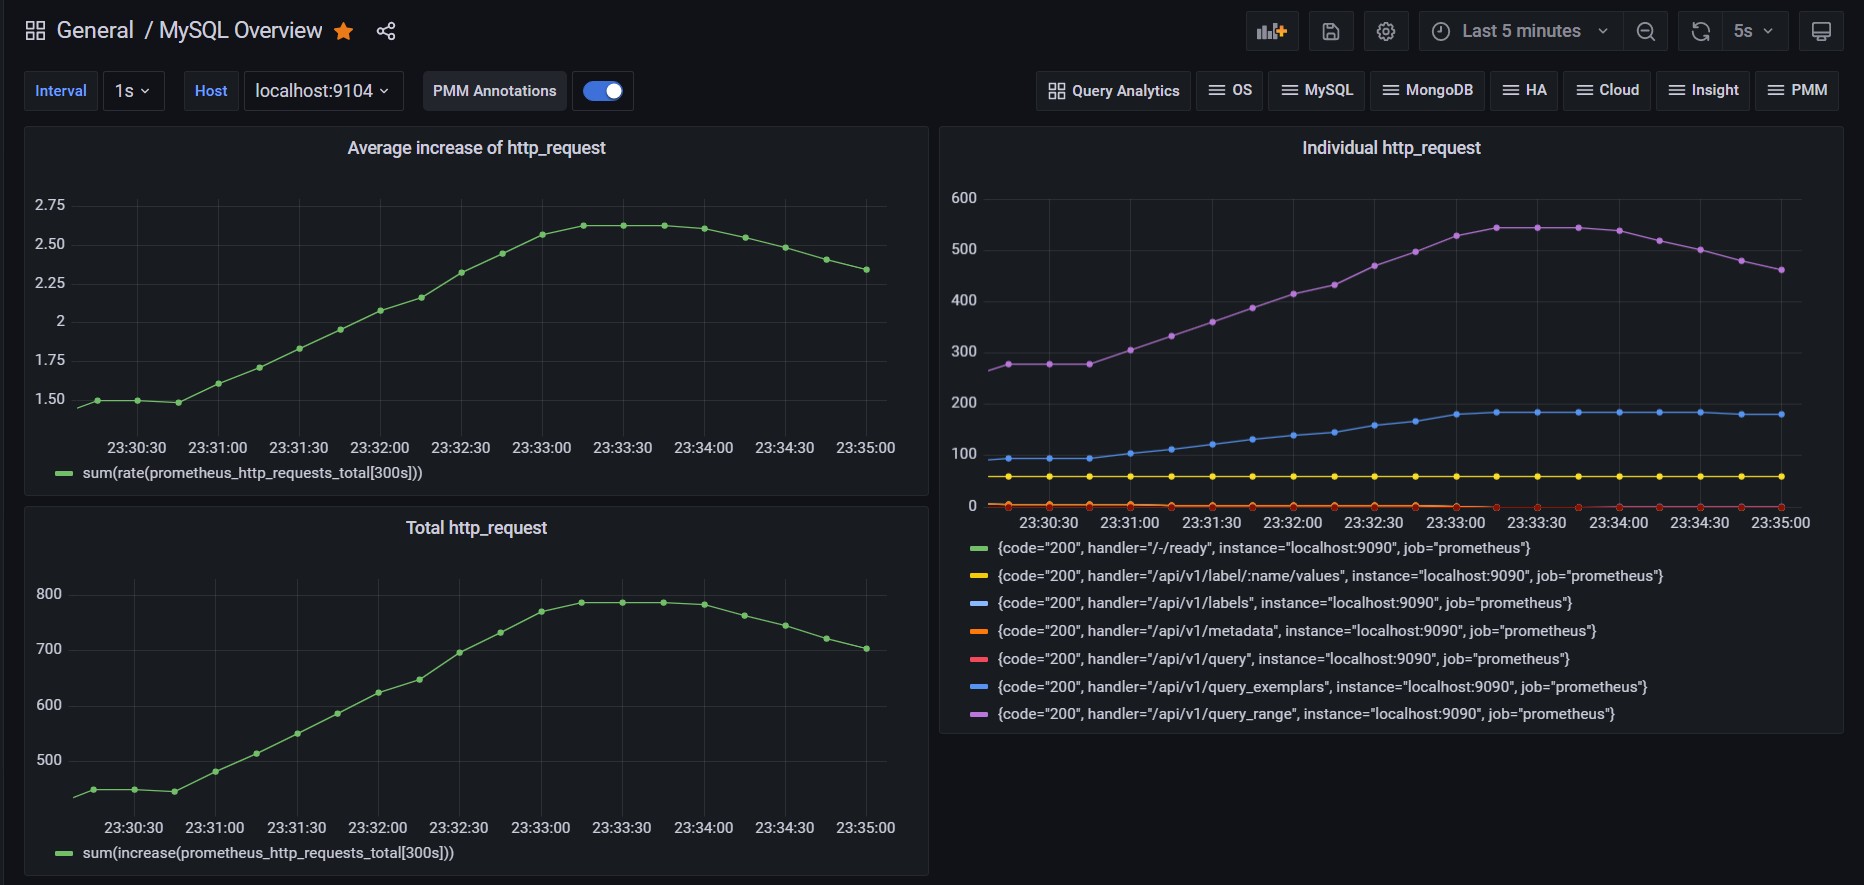 General / MySQL Overview
Last 5 minutes
5s
Interval
1s
Host
localhost:9104
PMM Annotations
Query Analytics
OS
MySQL
MongoDB
HA
Cloud
Insight
PMM
Average increase of http_request
2.75
2.50
2.25
2
1.75
1.50
23:30:30 23:31:00 23:31:30 23:32:00 23:32:30 23:33:00 23:33:30 23:34:00 23:34:30 23:35:00
sum(rate(prometheus_http_requests_total[300s]))
Individual http_request
600
500
400
300
200
100
0
23:30:30 23:31:00 23:31:30 23:32:00 23:32:30 23:33:00 23:33:30 23:34:00 23:34:30 23:35:00
{code="200", handler="/-/ready", instance="localhost:9090", job="prometheus"}
{code="200", handler="/api/v1/label/:name/values", instance="localhost:9090", job="prometheus"}
{code="200", handler="/api/v1/labels", instance="localhost:9090", job="prometheus"}
{code="200", handler="/api/v1/metadata", instance="localhost:9090", job="prometheus"}
{code="200", handler="/api/v1/query", instance="localhost:9090", job="prometheus"}
{code="200", handler="/api/v1/query_exemplars", instance="localhost:9090", job="prometheus"}
{code="200", handler="/api/v1/query_range", instance="localhost:9090", job="prometheus"}
Total http_request
800
700
600
500
23:30:30 23:31:00 23:31:30 23:32:00 23:32:30 23:33:00 23:33:30 23:34:00 23:34:30 23:35:00
sum(increase(prometheus_http_requests_total[300s]))